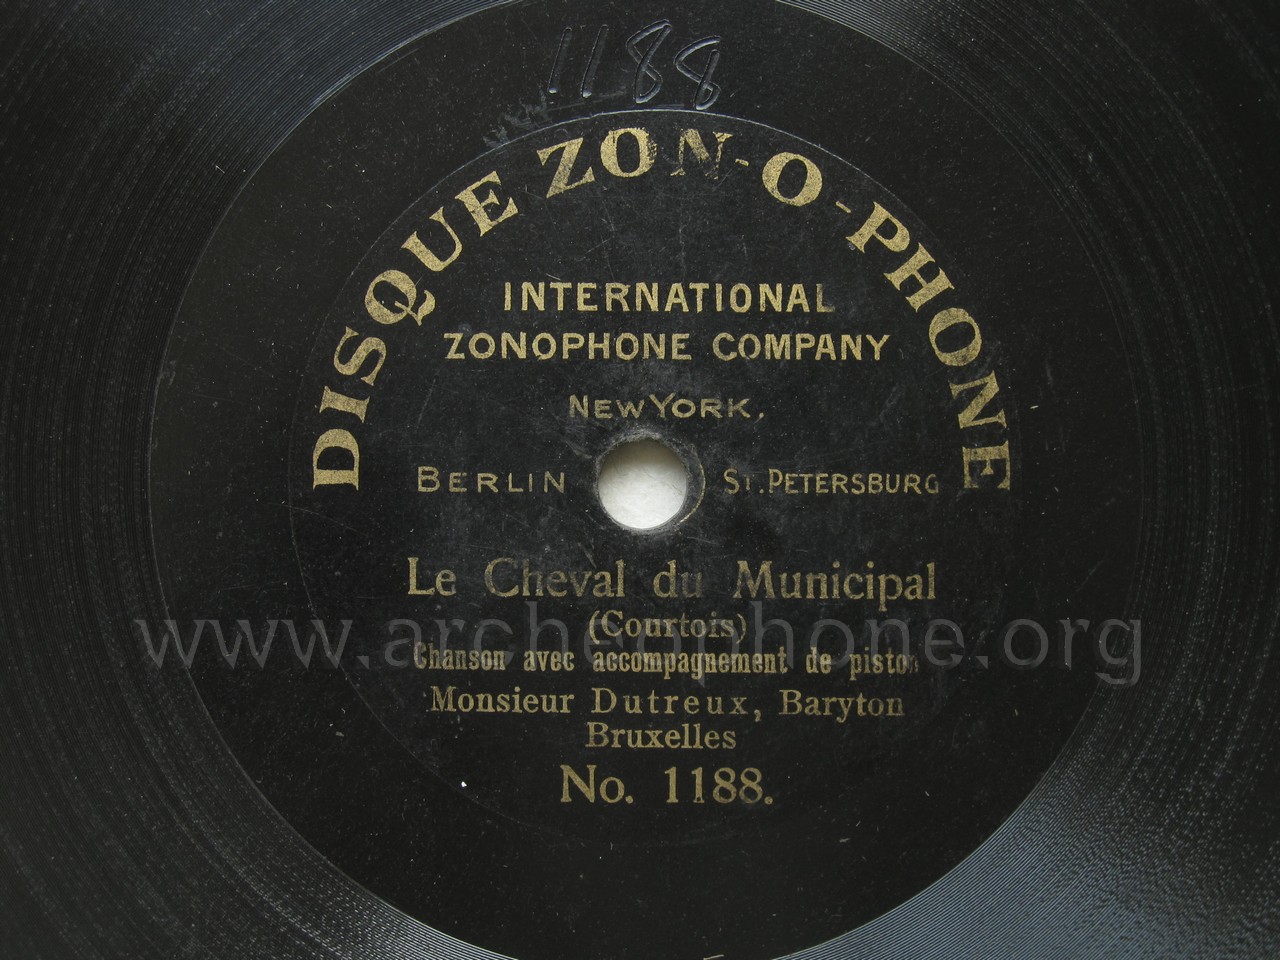 1188
DISQUE ZON-O-PHONE
INTERNATIONAL
ZONOPHONE COMPANY
NEW YORK.
BERLIN ST. PETERSBURG
Le Cheval du Municipal
(Courtois)
www.archeophone.org
Chanson avec accompagnement de piston
Monsieur Dutreux, Baryton
Bruxelles
No. 1188.